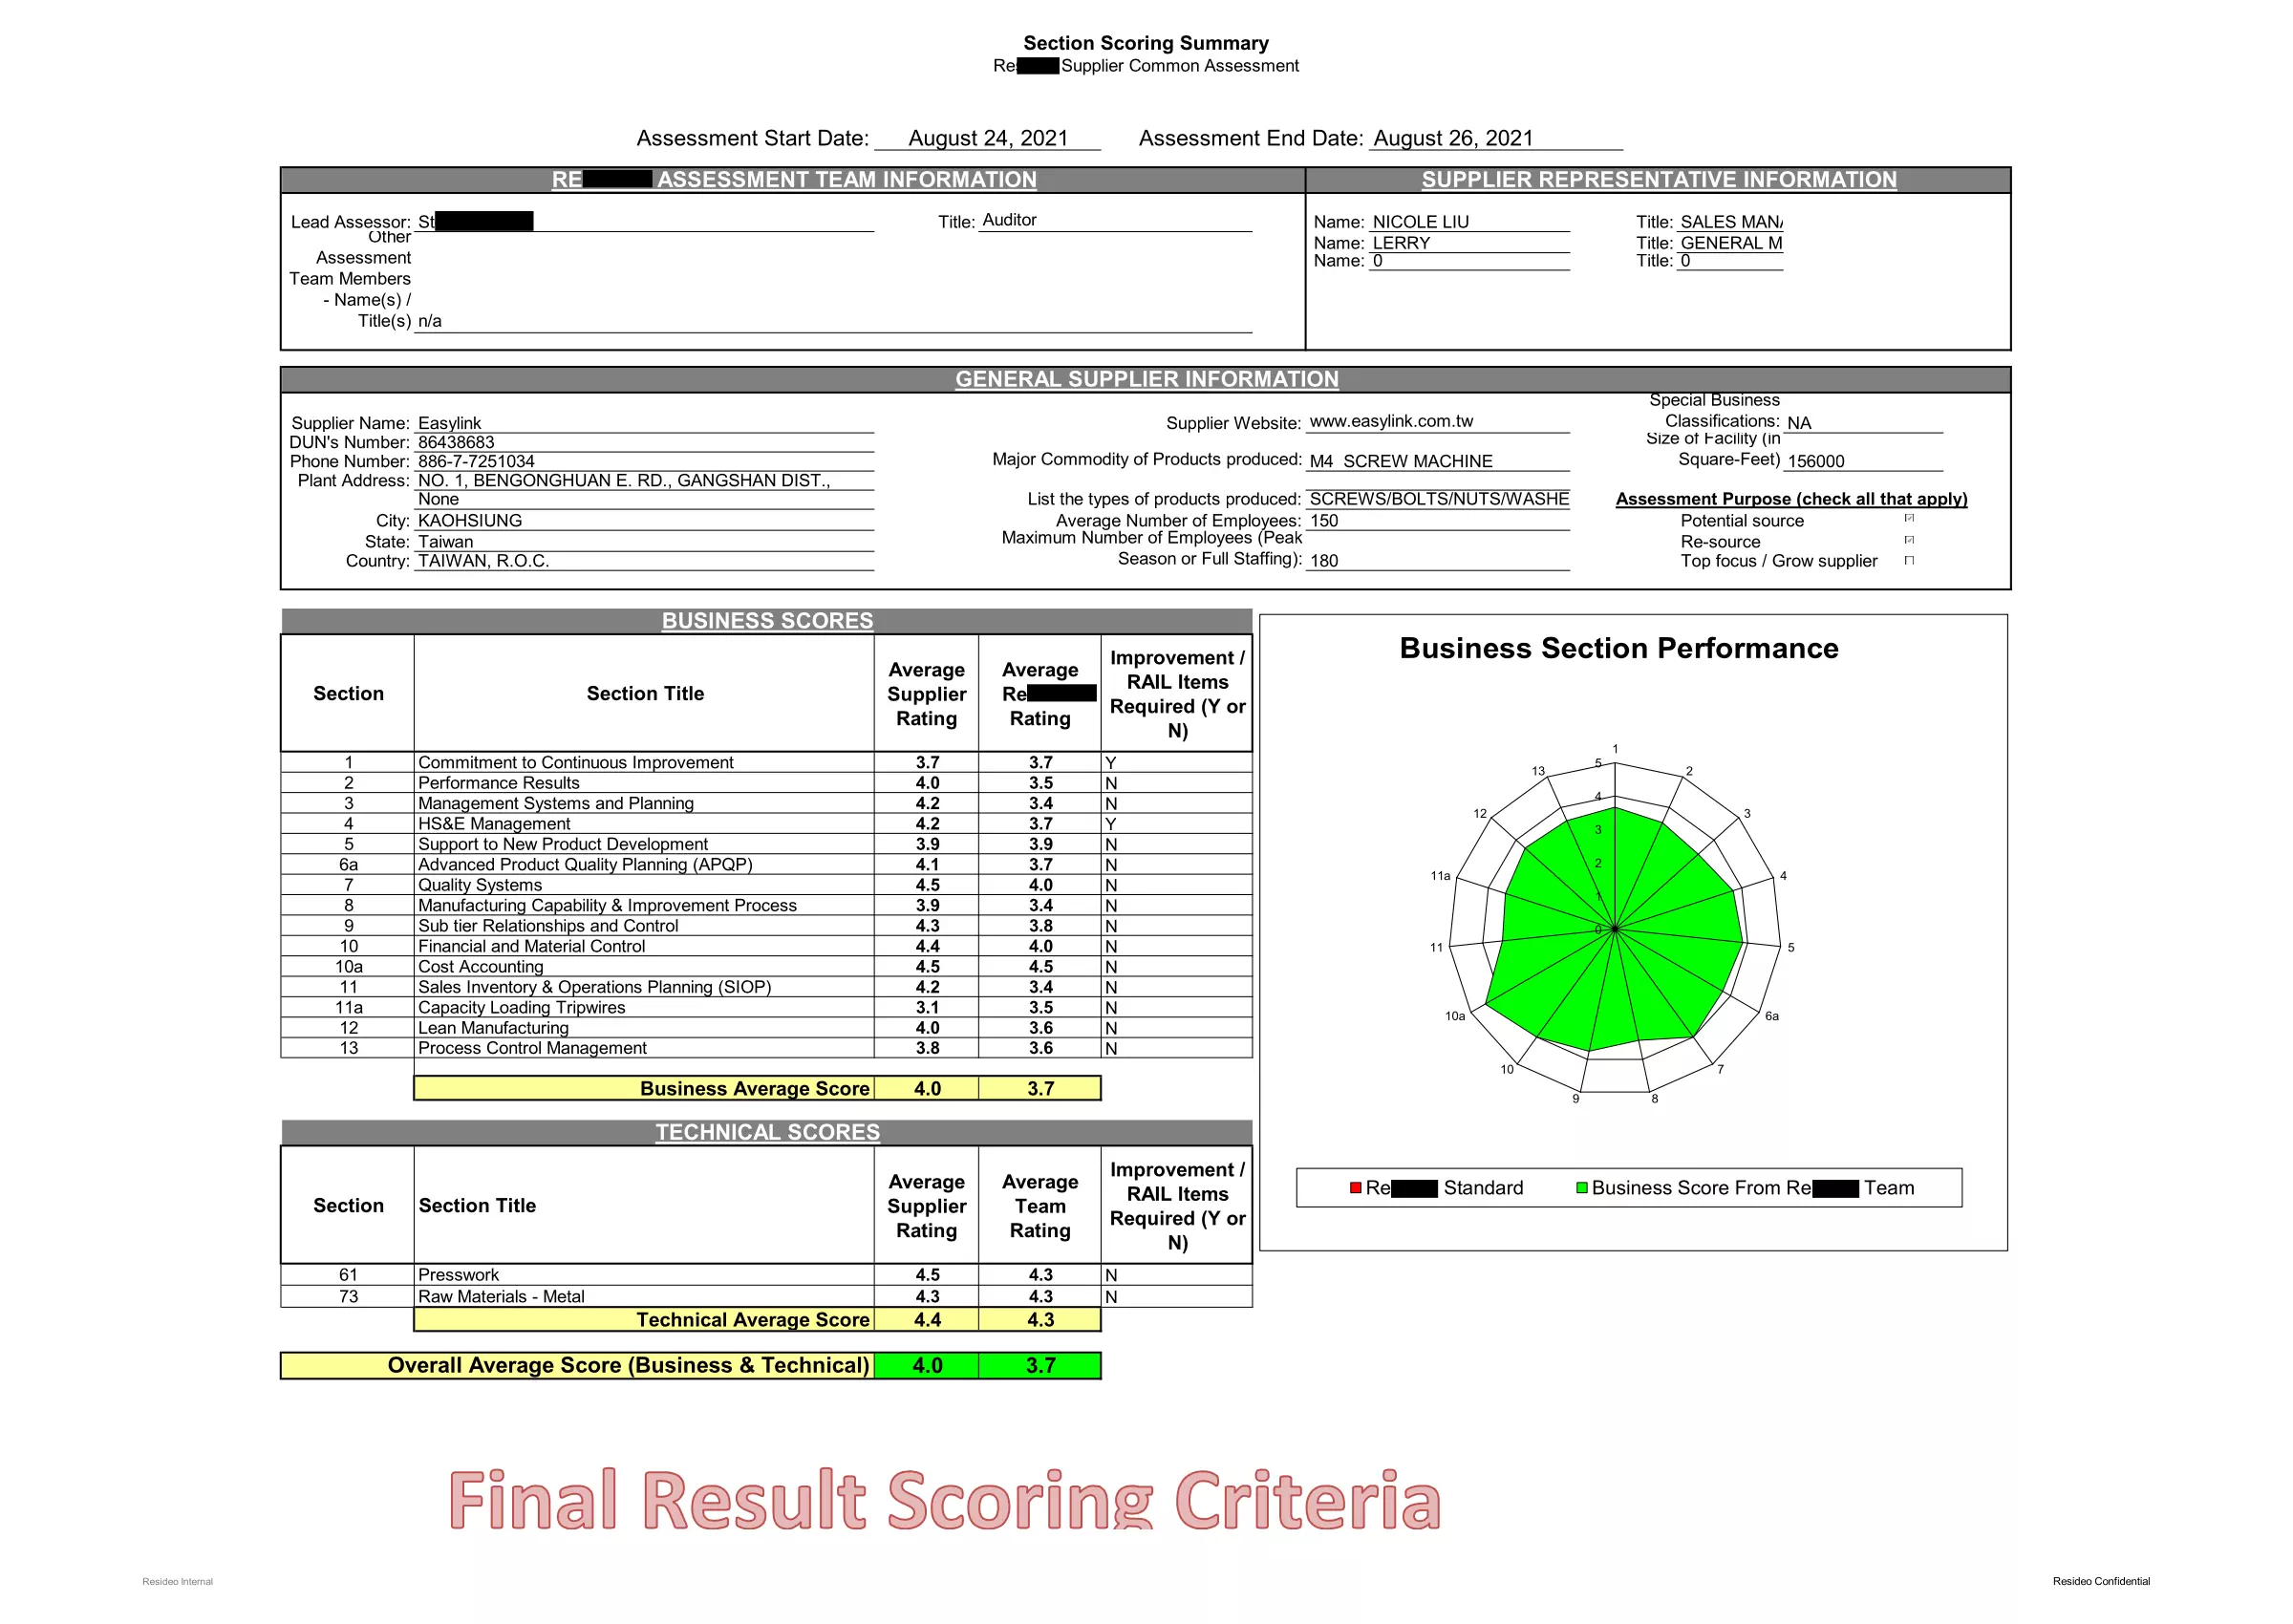 Section Scoring Summary
Re Supplier Common Assessment
Assessment Start Date: August 24, 2021 Assessment End Date: August 26, 2021
RE ASSESSMENT TEAM INFORMATION SUPPLIER REPRESENTATIVE INFORMATION
Lead Assessor: St Title: Auditor Name: NICOLE LIU Title: SALES MAN
Other Name: LERRY Title: GENERAL M
Assessment Name: 0 Title: 0
Team Members
- Name(s) /
Title(s) n/a
GENERAL SUPPLIER INFORMATION
Special Business
Supplier Name: Easylink Supplier Website: www.easylink.com.tw Classifications: NA
DUN's Number: 86438683 Size of Facility (in
Phone Number: 886-7-7251034 Major Commodity of Products produced: M4 SCREW MACHINE Square-Feet) 156000
Plant Address: NO. 1, BENGONGHUAN E. RD., GANGSHAN DIST.,
None List the types of products produced: SCREWS/BOLTS/NUTS/WASHE Assessment Purpose (check all that apply)
City: KAOHSIUNG Average Number of Employees: 150 Potential source
State: Taiwan Maximum Number of Employees (Peak Re-source
Country: TAIWAN, R.O.C. Season or Full Staffing): 180 Top focus / Grow supplier
BUSINESS SCORES
Section Section Title Average Supplier Rating Average Re Rating Improvement / RAIL Items Required (Y or N)
1 Commitment to Continuous Improvement 3.7 3.7 Y
2 Performance Results 4.0 3.5 N
3 Management Systems and Planning 4.2 3.4 N
4 HS&E Management 4.2 3.7 Y
5 Support to New Product Development 3.9 3.9 N
6a Advanced Product Quality Planning (APQP) 4.1 3.7 N
7 Quality Systems 4.5 4.0 N
8 Manufacturing Capability & Improvement Process 3.9 3.4 N
9 Sub tier Relationships and Control 4.3 3.8 N
10 Financial and Material Control 4.4 4.0 N
10a Cost Accounting 4.5 4.5 N
11 Sales Inventory & Operations Planning (SIOP) 4.2 3.4 N
11a Capacity Loading Tripwires 3.1 3.5 N
12 Lean Manufacturing 4.0 3.6 N
13 Process Control Management 3.8 3.6 N
Business Average Score 4.0 3.7
Business Section Performance
1
2
3
4
5
6a
7
8
9
10
10a
11
11a
12
13
5
4
3
2
1
0
Re Standard Business Score From Re Team
TECHNICAL SCORES
Section Section Title Average Supplier Rating Average Team Rating Improvement / RAIL Items Required (Y or N)
61 Presswork 4.5 4.3 N
73 Raw Materials - Metal 4.3 4.3 N
Technical Average Score 4.4 4.3
Overall Average Score (Business & Technical) 4.0 3.7
Final Result Scoring Criteria
Resideo Internal Resideo Confidential